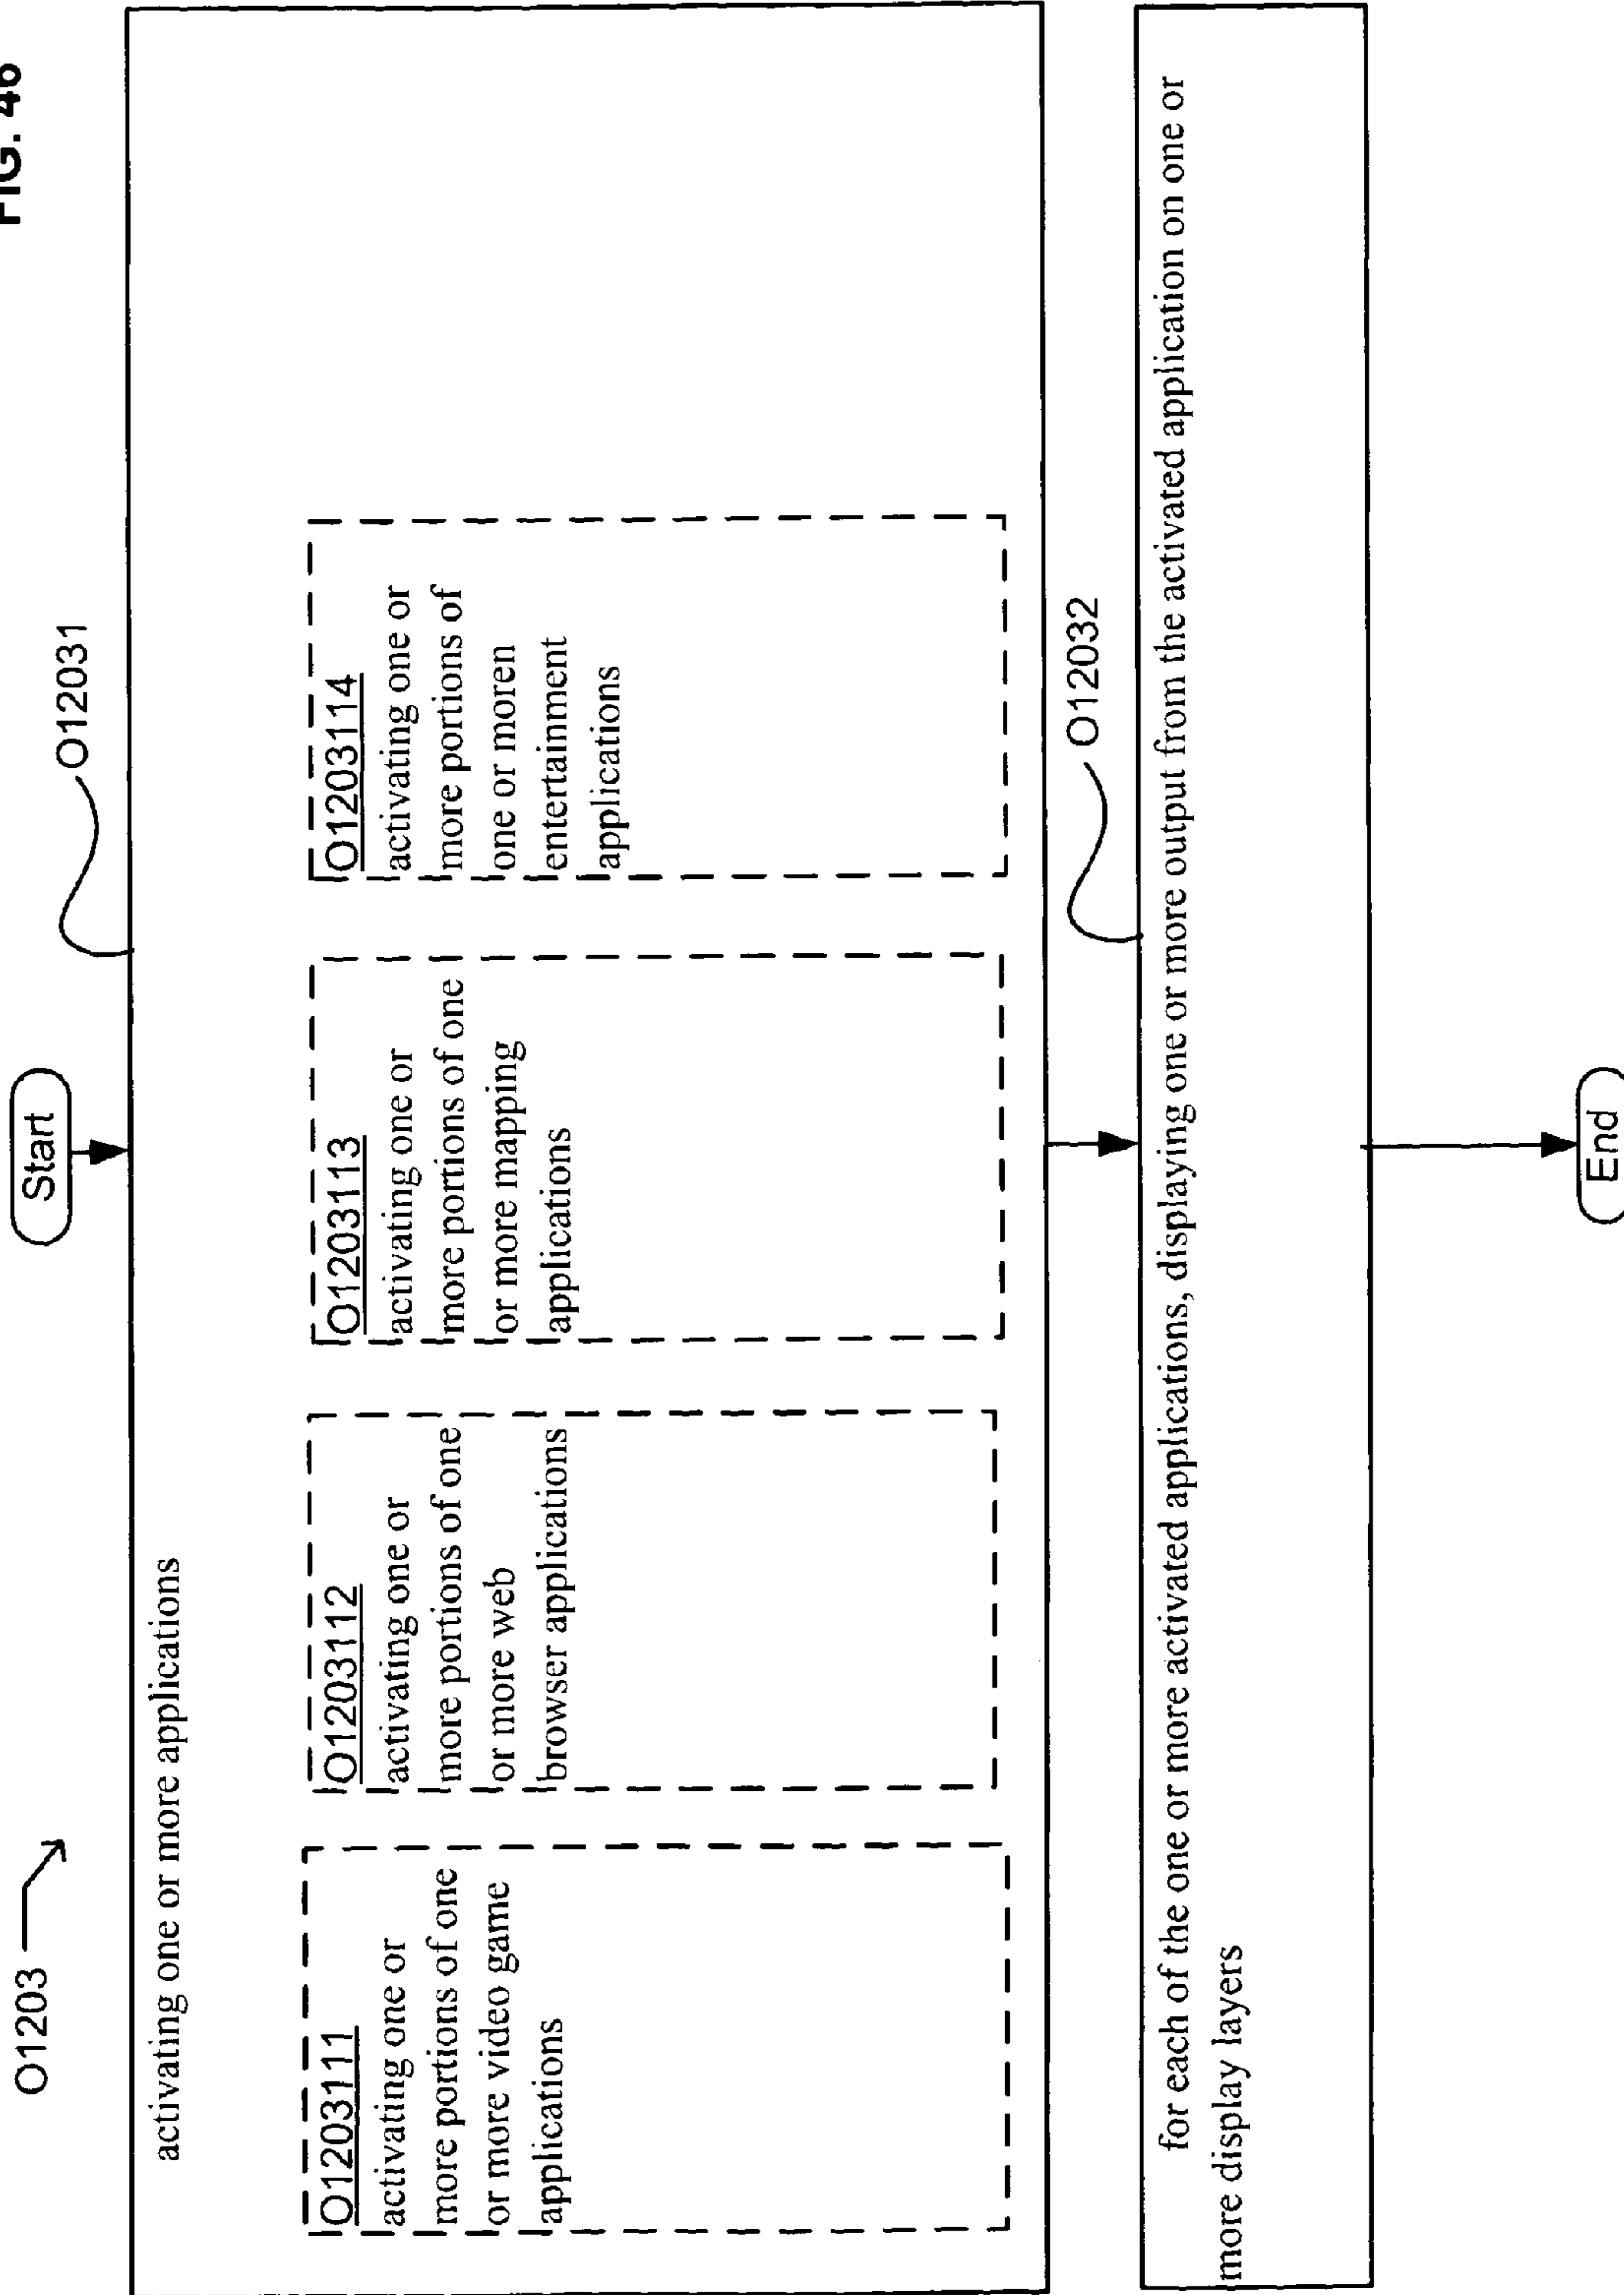 FIG. 46
O1203
Start
O12031
activating one or more applications
O1203111
activating one or
more portions of one
or more video game
applications
O1203112
activating one or
more portions of one
or more web
browser applications
O1203113
activating one or
more portions of one
or more mapping
applications
O1203114
activating one or
more portions of
one or moren
entertainment
applications
O12032
for each of the one or more activated applications, displaying one or more output from the activated application on one or
more display layers
End